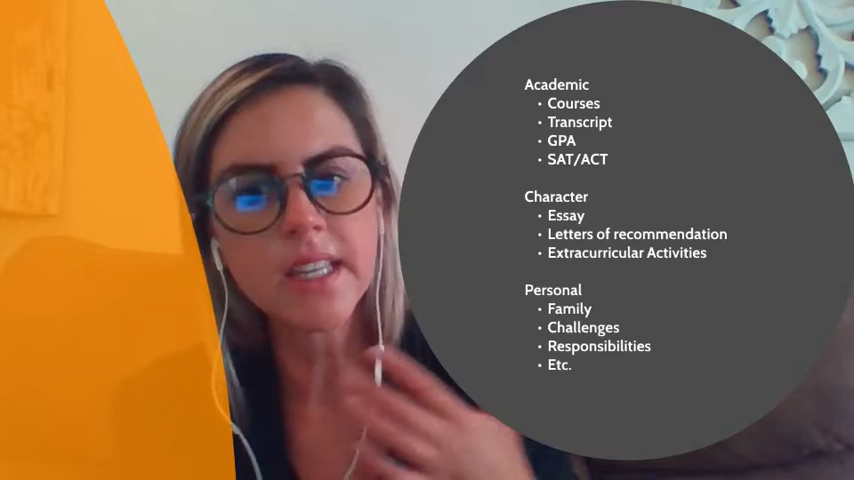 Academic
• Courses
• Transcript
• GPA
• SAT/ACT
Character
• Essay
• Letters of recommendation
• Extracurricular Activities
Personal
• Family
• Challenges
• Responsibilities
• Etc.